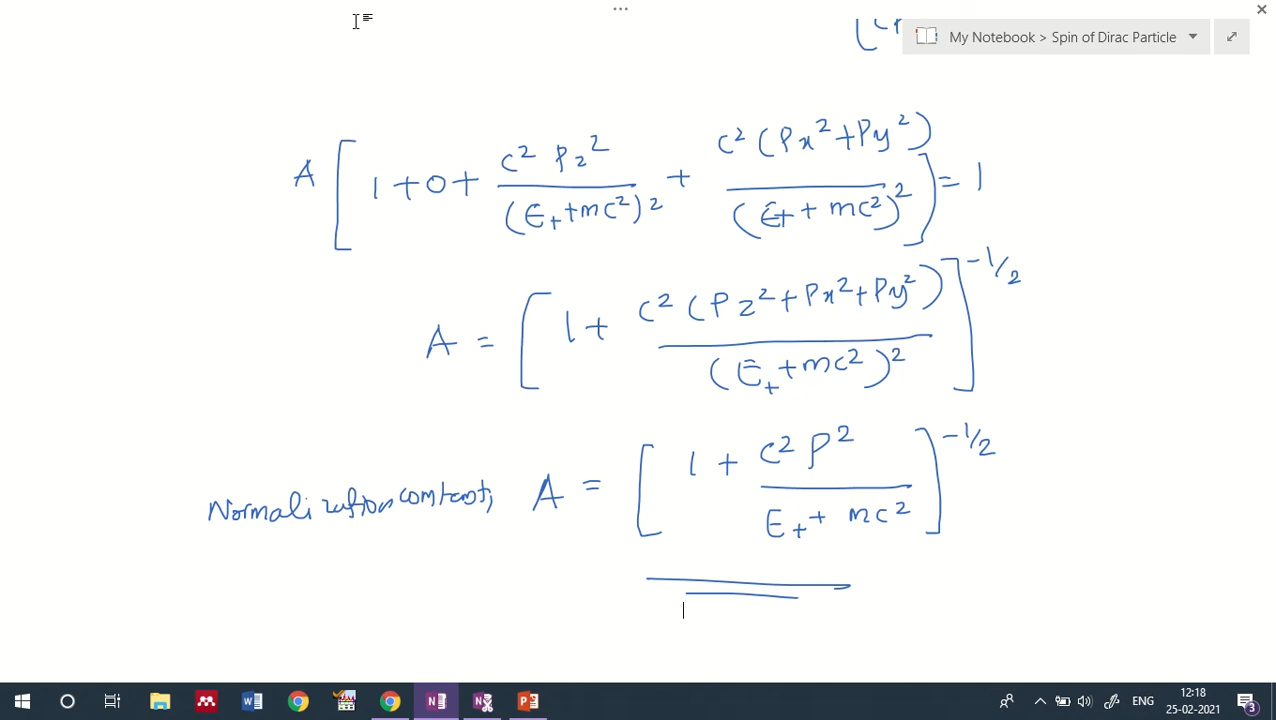 My Notebook > Spin of Dirac Particle
A [ 1 + 0 + c² Pz² / (E₊ + mc²)² + c² (Px² + Py²) / (E₊ + mc²)² ] = 1
A = [ 1 + c² (Pz² + Px² + Py²) / (E₊ + mc²)² ]^(-1/2)
Normalization constant, A = [ 1 + c² P² / E₊ + mc² ]^(-1/2)
ENG
12:18
25-02-2021
3